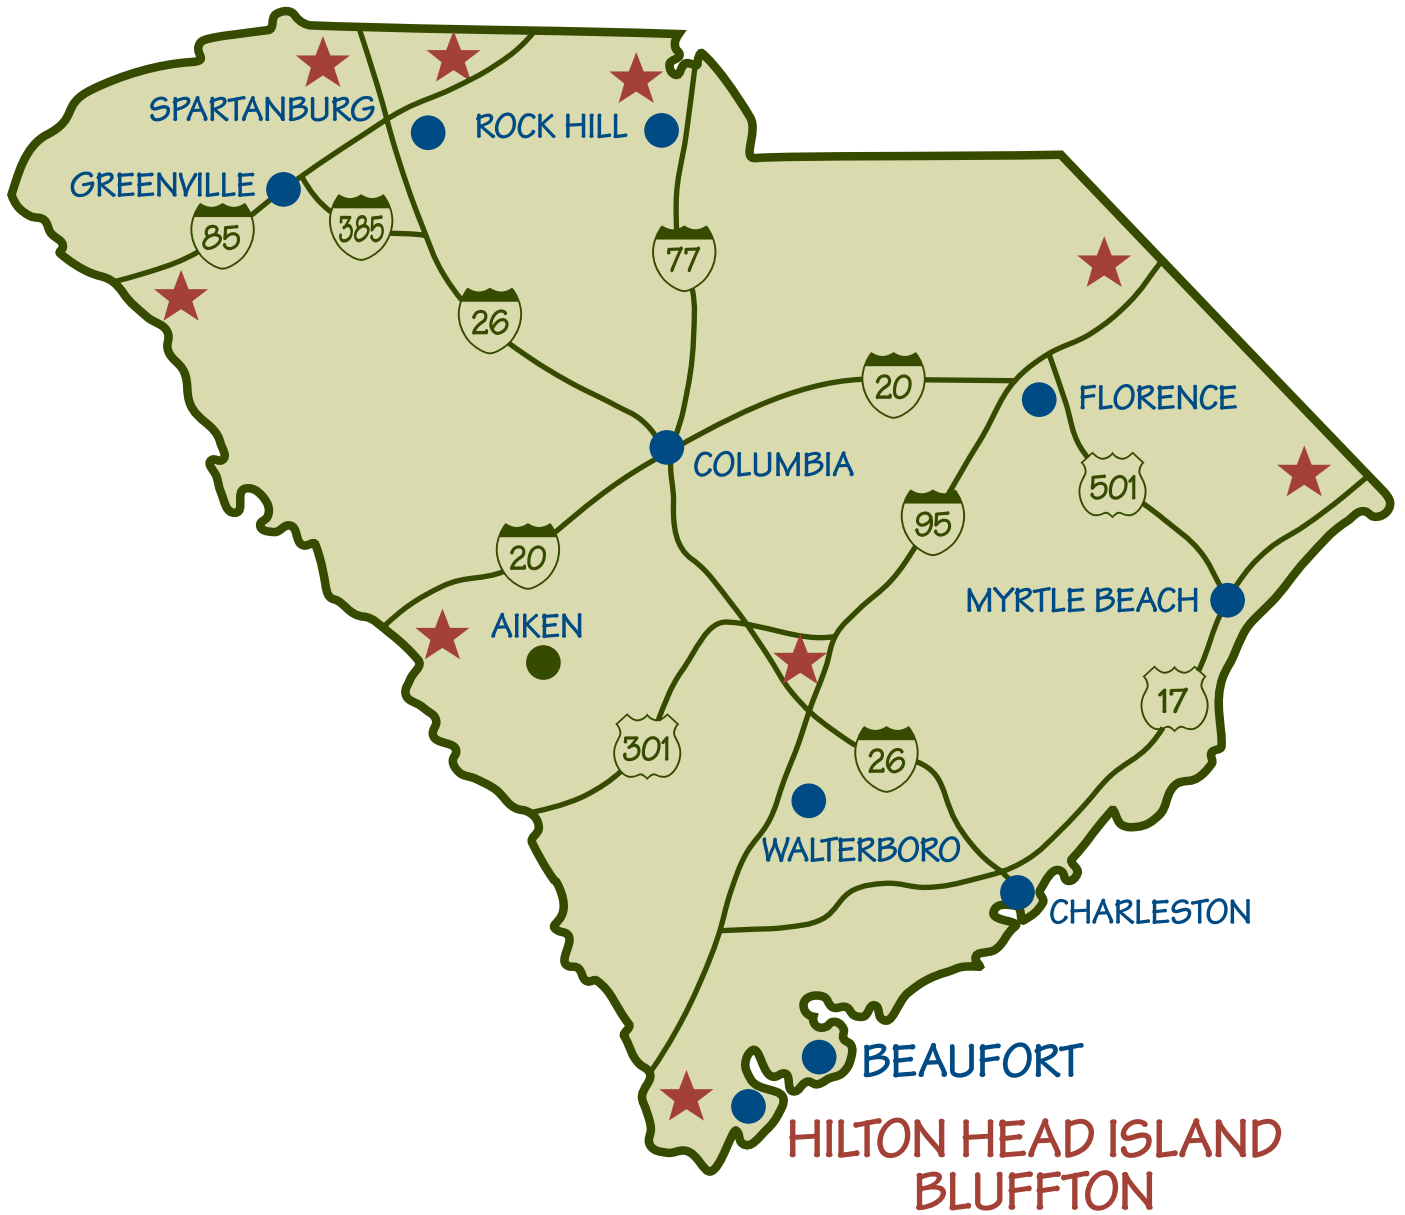 SPARTANBURG
ROCK HILL
GREENVILLE
85
385
77
26
20
FLORENCE
COLUMBIA
501
95
20
MYRTLE BEACH
AIKEN
17
301
26
WALTERBORO
CHARLESTON
BEAUFORT
HILTON HEAD ISLAND
BLUFFTON